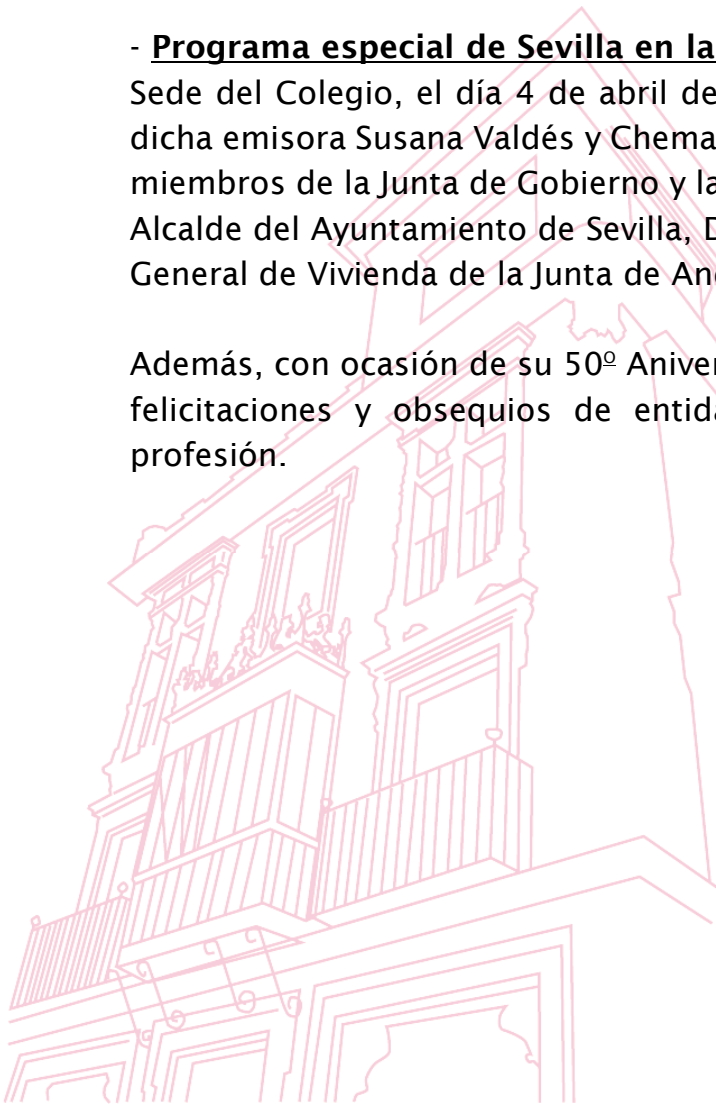 - Programa especial de Sevilla en la
Sede del Colegio, el día 4 de abril de
dicha emisora Susana Valdés y Chema
miembros de la Junta de Gobierno y la
Alcalde del Ayuntamiento de Sevilla, D
General de Vivienda de la Junta de An
Además, con ocasión de su 50º Aniver
felicitaciones y obsequios de entida
profesión.